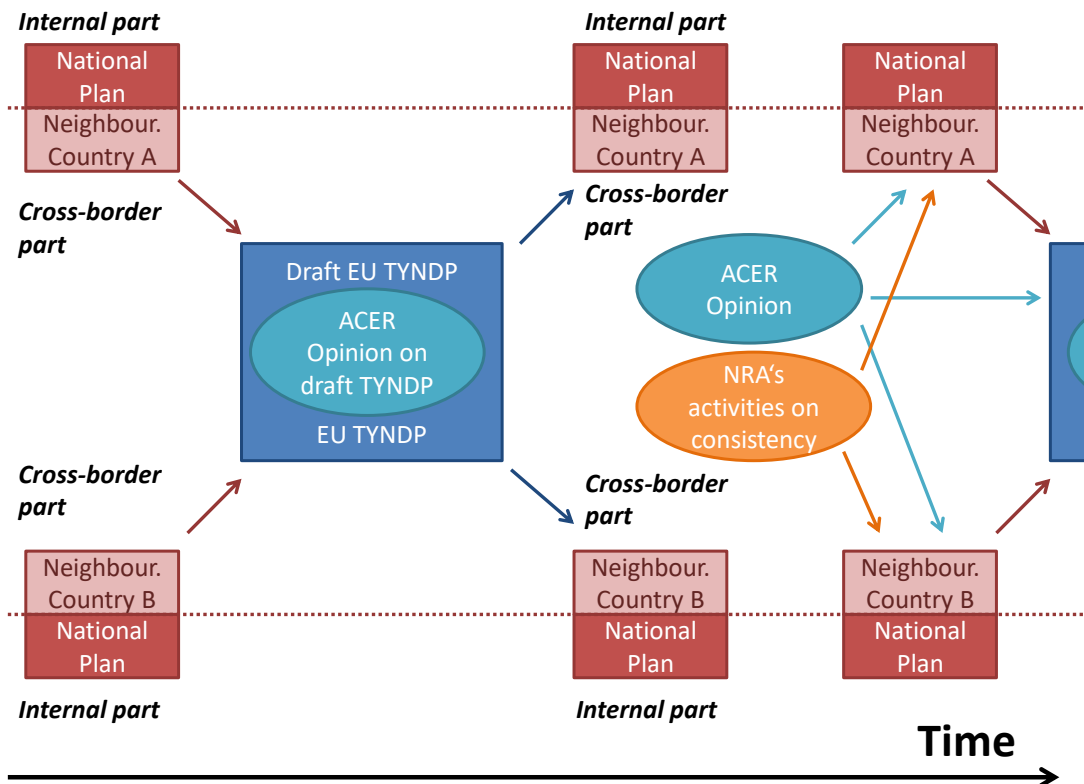 Internal part
National
Plan
Neighbour.
Country A
Cross-border
part
Draft EU TYNDP
ACER
Opinion on
draft TYNDP
EU TYNDP
Cross-border
part
Neighbour.
Country B
National
Plan
Internal part
Internal part
National
Plan
Neighbour.
Country A
Cross-border
part
National
Plan
Neighbour.
Country A
ACER
Opinion
NRA‘s
activities on
consistency
Cross-border
part
Neighbour.
Country B
National
Plan
Internal part
Neighbour.
Country B
National
Plan
Time